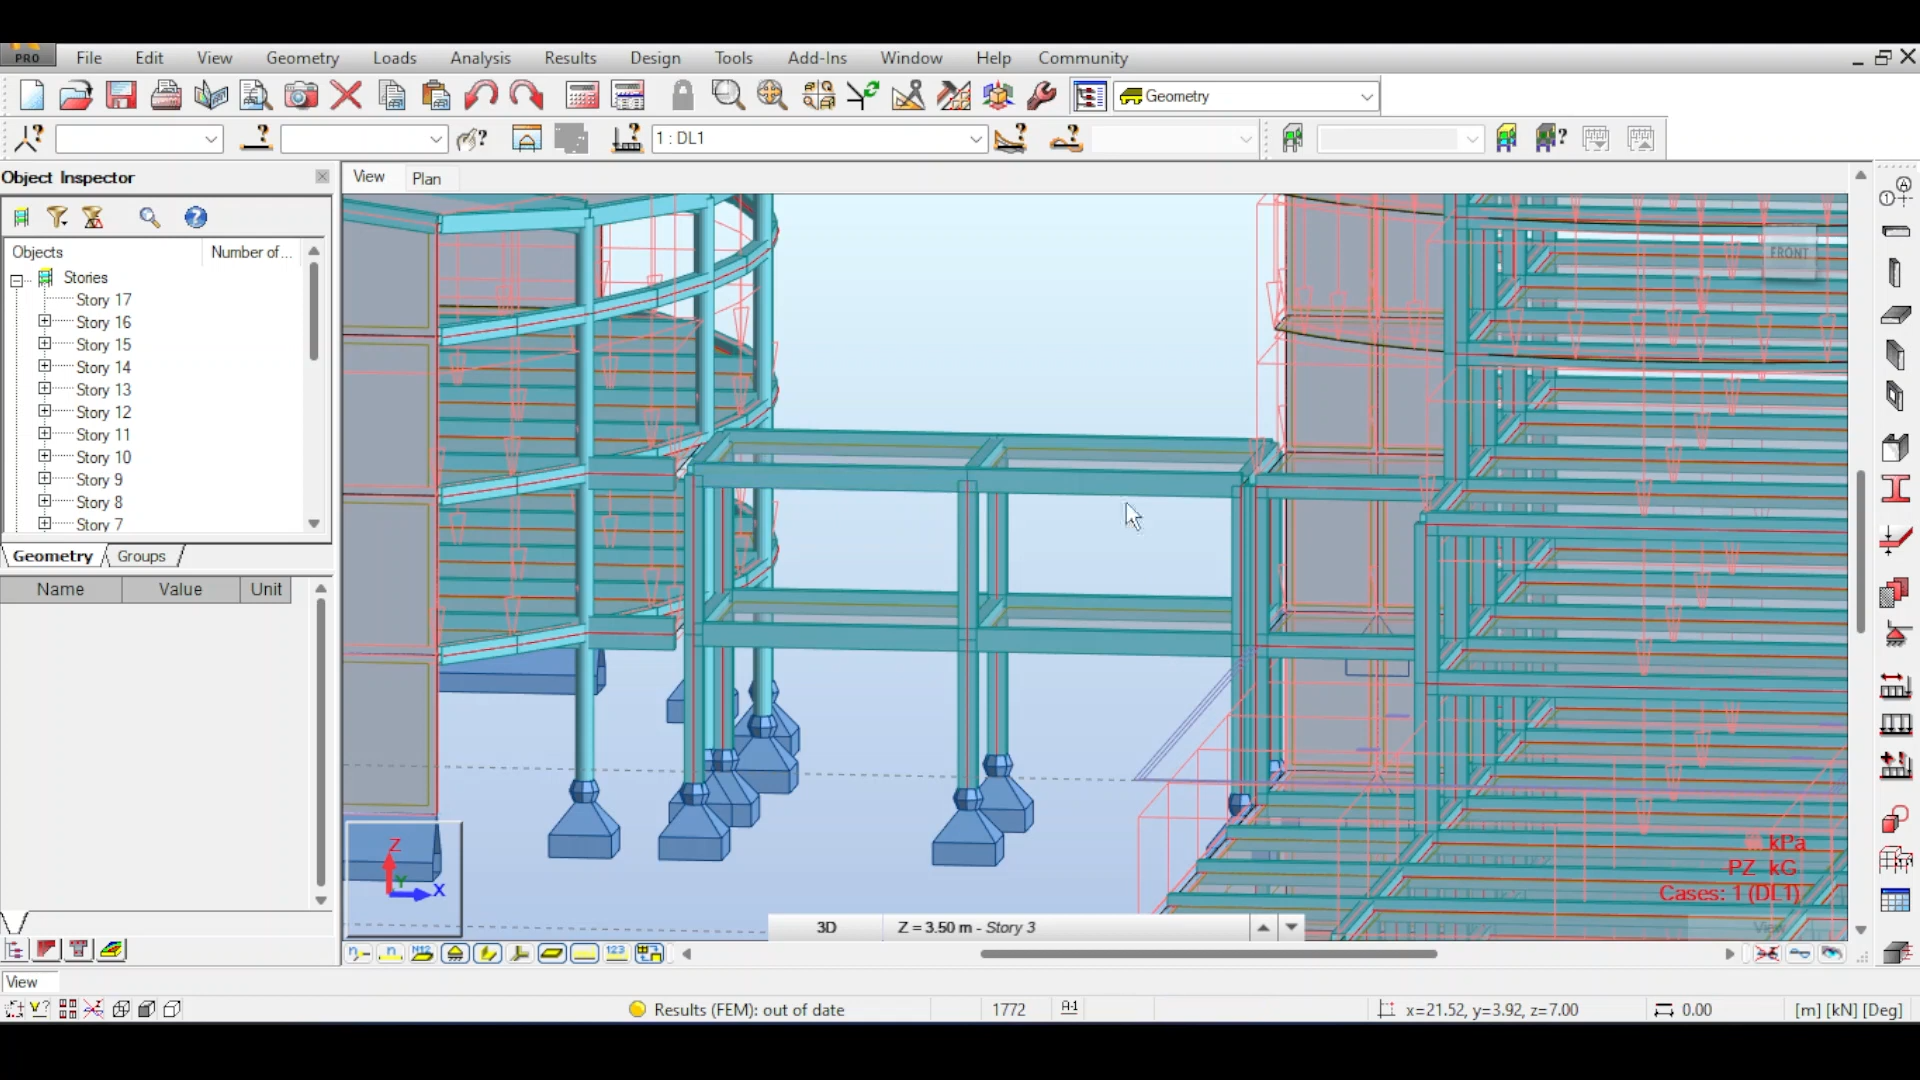 PRO File Edit View Geometry Loads Analysis Results Design Tools Add-Ins Window Help Community
Geometry
1 : DL1
Object Inspector
View Plan
Objects Number of...
Stories
Story 17
Story 16
Story 15
Story 14
Story 13
Story 12
Story 11
Story 10
Story 9
Story 8
Story 7
Geometry Groups
Name Value Unit
FRONT
Z
Y
X
kPa
PZ kG
Cases: 1 (DL1)
View
3D Z = 3.50 m - Story 3
View
Results (FEM): out of date 1772 x=21.52, y=3.92, z=7.00 0.00 [m] [kN] [Deg]